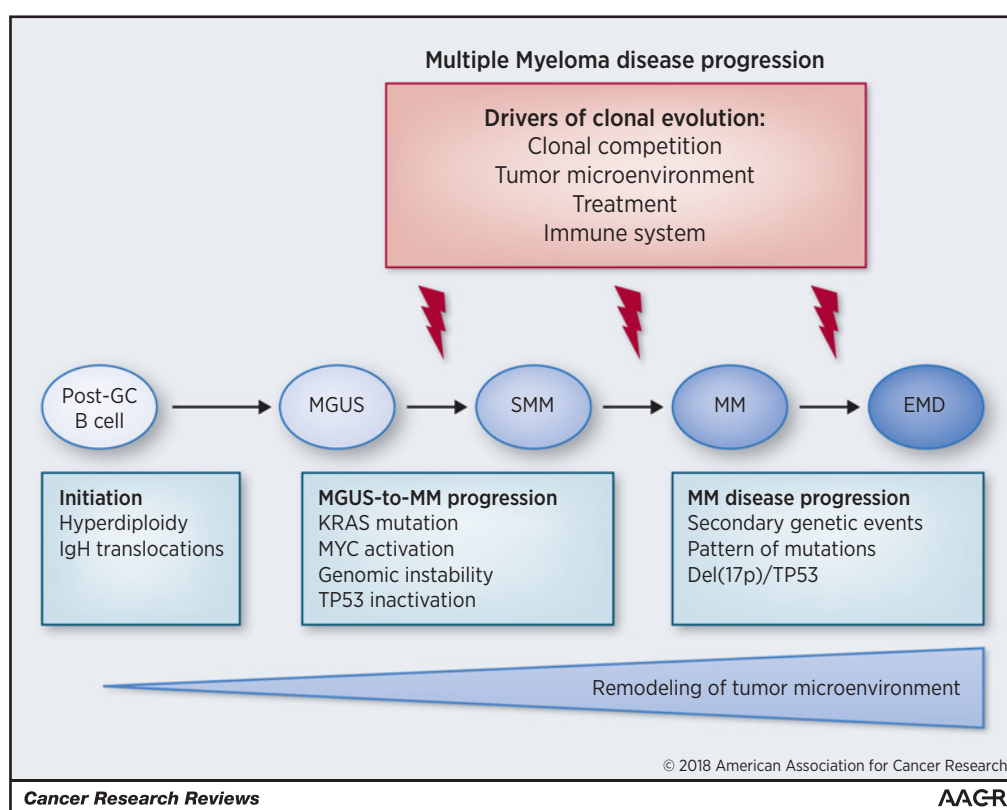 Multiple Myeloma disease progression
Drivers of clonal evolution:
Clonal competition
Tumor microenvironment
Treatment
Immune system
Post-GC
B cell
MGUS
SMM
MM
EMD
Initiation
Hyperdiploidy
IgH translocations
MGUS-to-MM progression
KRAS mutation
MYC activation
Genomic instability
TP53 inactivation
MM disease progression
Secondary genetic events
Pattern of mutations
Del(17p)/TP53
Remodeling of tumor microenvironment
© 2018 American Association for Cancer Research
Cancer Research Reviews
AACR